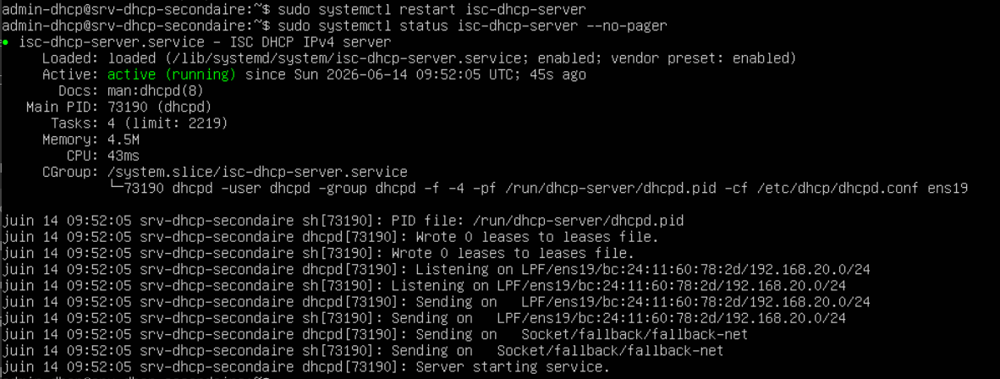 admin-dhcp@srv-dhcp-secondaire:~$ sudo systemctl restart isc-dhcp-server
admin-dhcp@srv-dhcp-secondaire:~$ sudo systemctl status isc-dhcp-server --no-pager
● isc-dhcp-server.service - ISC DHCP IPv4 server
Loaded: loaded (/lib/systemd/system/isc-dhcp-server.service; enabled; vendor preset: enabled)
Active: active (running) since Sun 2026-06-14 09:52:05 UTC; 45s ago
Docs: man:dhcpd(8)
Main PID: 73190 (dhcpd)
Tasks: 4 (limit: 2219)
Memory: 4.5M
CPU: 43ms
CGroup: /system.slice/isc-dhcp-server.service
└─73190 dhcpd -user dhcpd -group dhcpd -f -4 -pf /run/dhcp-server/dhcpd.pid -cf /etc/dhcp/dhcpd.conf ens19
juin 14 09:52:05 srv-dhcp-secondaire sh[73190]: PID file: /run/dhcp-server/dhcpd.pid
juin 14 09:52:05 srv-dhcp-secondaire dhcpd[73190]: Wrote 0 leases to leases file.
juin 14 09:52:05 srv-dhcp-secondaire sh[73190]: Wrote 0 leases to leases file.
juin 14 09:52:05 srv-dhcp-secondaire dhcpd[73190]: Listening on LPF/ens19/bc:24:11:60:78:2d/192.168.20.0/24
juin 14 09:52:05 srv-dhcp-secondaire sh[73190]: Listening on LPF/ens19/bc:24:11:60:78:2d/192.168.20.0/24
juin 14 09:52:05 srv-dhcp-secondaire dhcpd[73190]: Sending on   LPF/ens19/bc:24:11:60:78:2d/192.168.20.0/24
juin 14 09:52:05 srv-dhcp-secondaire sh[73190]: Sending on   LPF/ens19/bc:24:11:60:78:2d/192.168.20.0/24
juin 14 09:52:05 srv-dhcp-secondaire dhcpd[73190]: Sending on   Socket/fallback/fallback-net
juin 14 09:52:05 srv-dhcp-secondaire sh[73190]: Sending on   Socket/fallback/fallback-net
juin 14 09:52:05 srv-dhcp-secondaire dhcpd[73190]: Server starting service.